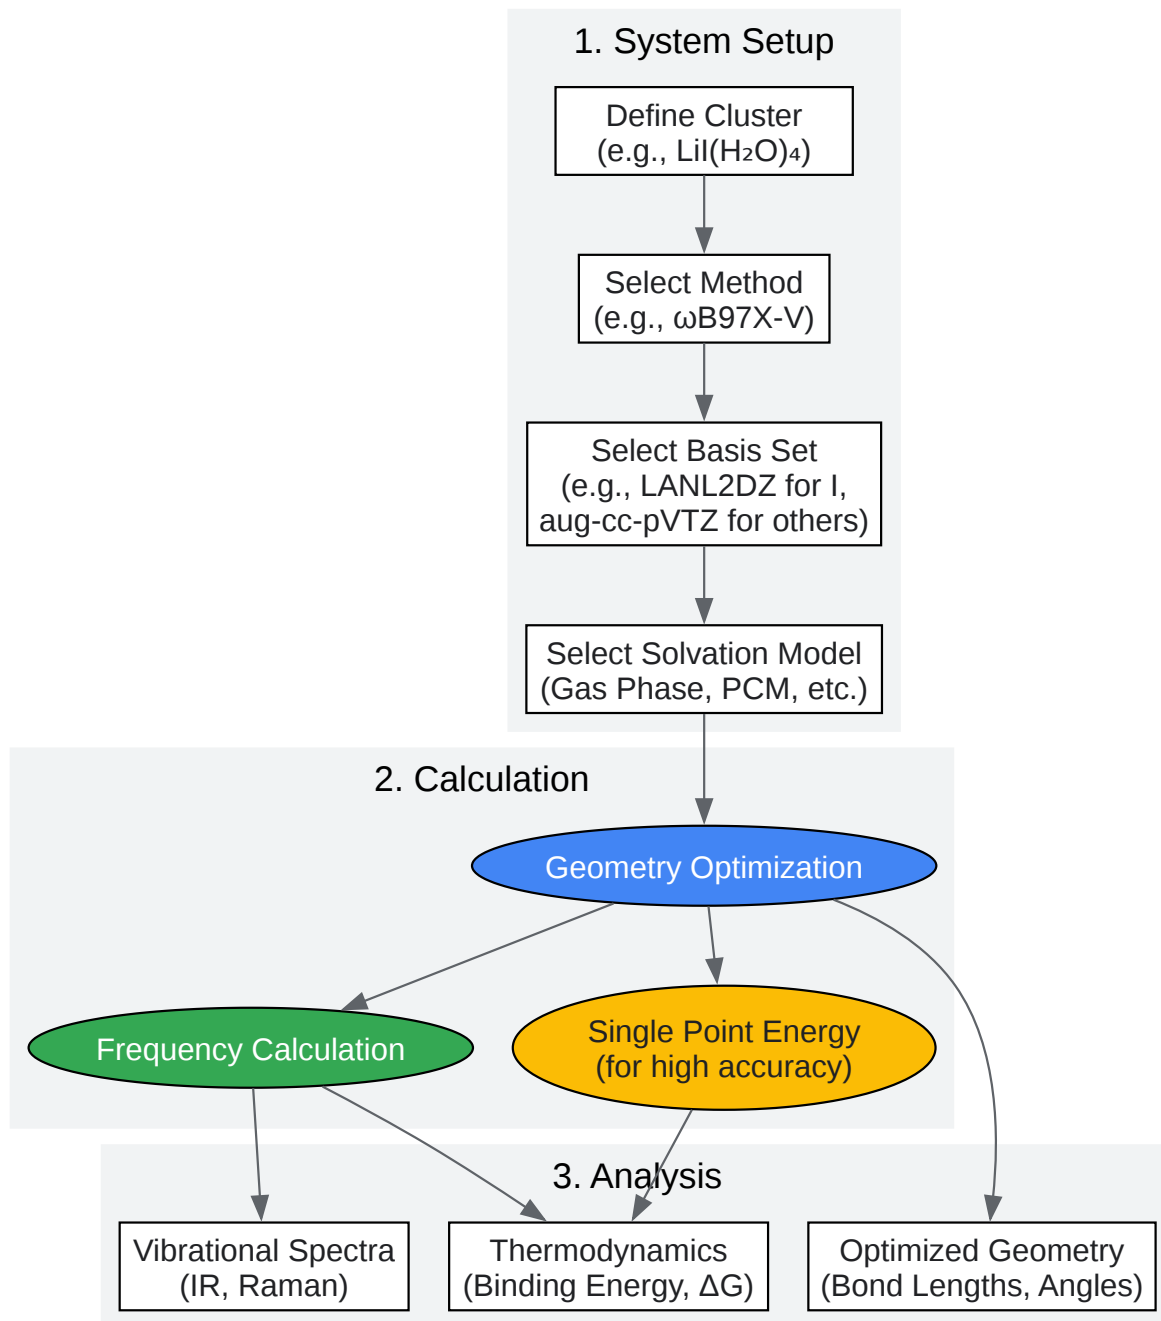 1. System Setup
Define Cluster
(e.g., LiI(H₂O)₄)
Select Method
(e.g., ωB97X-V)
Select Basis Set
(e.g., LANL2DZ for I,
aug-cc-pVTZ for others)
Select Solvation Model
(Gas Phase, PCM, etc.)
2. Calculation
Geometry Optimization
Frequency Calculation
Single Point Energy
(for high accuracy)
3. Analysis
Vibrational Spectra
(IR, Raman)
Thermodynamics
(Binding Energy, ΔG)
Optimized Geometry
(Bond Lengths, Angles)